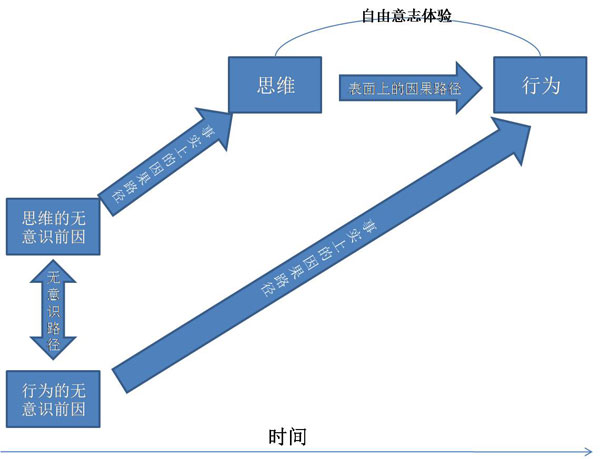 自由意志体验
思维
表面上的因果路径
行为
事实上的因果路
径
思维的无
意识前因
事实上的因果路
径
无意识路径
行为的无
意识前因
时间